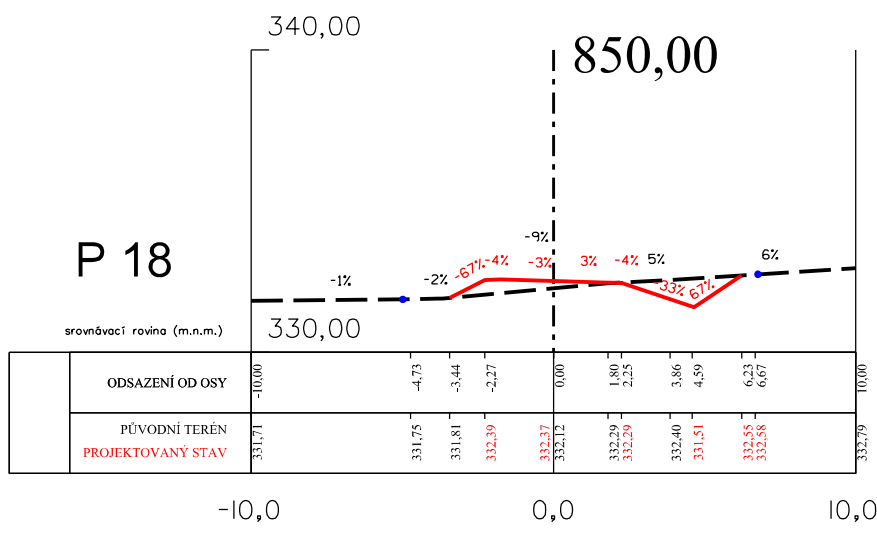 340,00
850,00
P 18
-1% -2% -67% -4% -9% -3% 3% -4% 5% -33% 67% 6%
srovnávací rovina (m.n.m.) 330,00
ODSAZENÍ OD OSY -10,00 -4,73 -3,44 -2,27 0,00 1,80 2,25 3,86 4,59 6,23 6,67 10,00
PŮVODNÍ TERÉN 331,71 331,75 331,81 332,12 332,29 332,40 332,79
PROJEKTOVANÝ STAV 332,39 332,37 332,29 331,51 332,55 332,58
-10,0 0,0 10,0